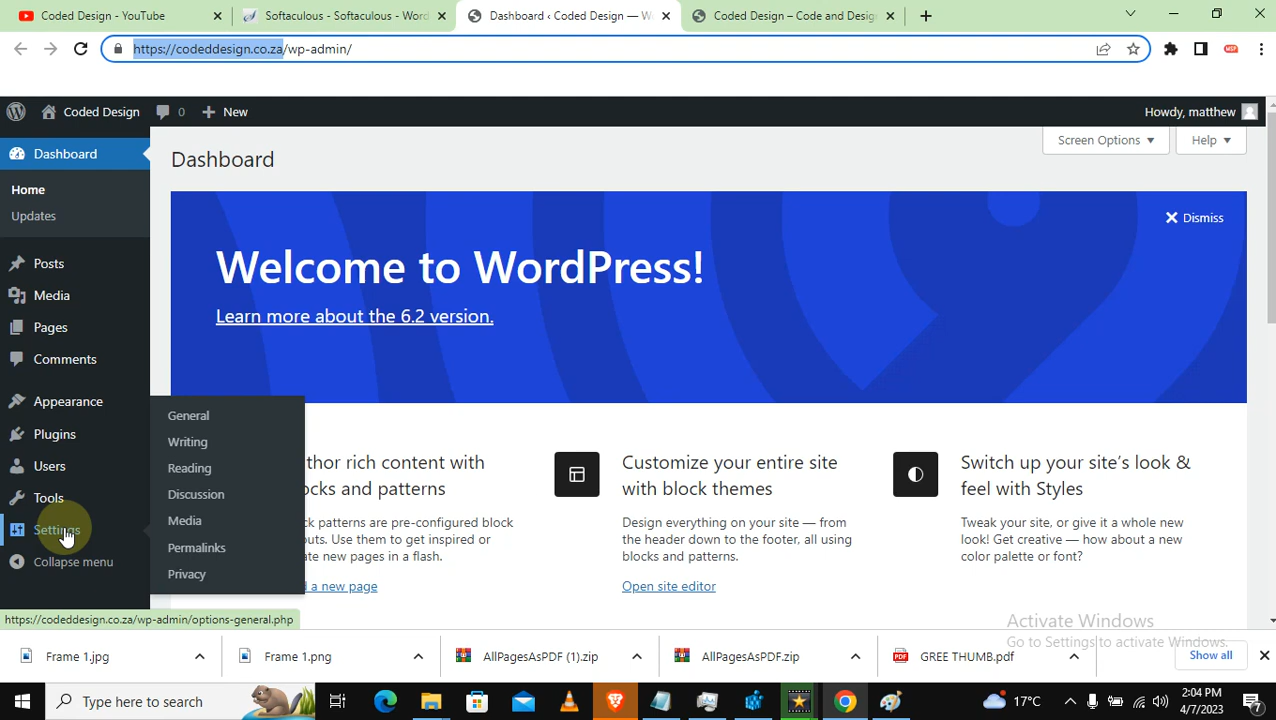 Coded Design - YouTube
Softaculous - Softaculous - Word
Dashboard ‹ Coded Design — W
Coded Design – Code and Desig
https://codeddesign.co.za/wp-admin/
WSP
Coded Design
0
New
Howdy, matthew
Dashboard
Home
Updates
Posts
Media
Pages
Comments
Appearance
Plugins
Users
Tools
Settings
Collapse menu
General
Writing
Reading
Discussion
Media
Permalinks
Privacy
Dashboard
Screen Options
Help
Dismiss
Welcome to WordPress!
Learn more about the 6.2 version.
thor rich content with
ocks and patterns
ck patterns are pre-configured block
outs. Use them to get inspired or
ate new pages in a flash.
d a new page
Customize your entire site
with block themes
Design everything on your site — from
the header down to the footer, all using
blocks and patterns.
Open site editor
Switch up your site’s look &
feel with Styles
Tweak your site, or give it a whole new
look! Get creative — how about a new
color palette or font?
Activate Windows
Go to Settings to activate Windows.
https://codeddesign.co.za/wp-admin/options-general.php
Frame 1.jpg
Frame 1.png
AllPagesAsPDF (1).zip
AllPagesAsPDF.zip
PDF
GREE THUMB.pdf
Show all
Type here to search
17°C
2:04 PM
4/7/2023
7